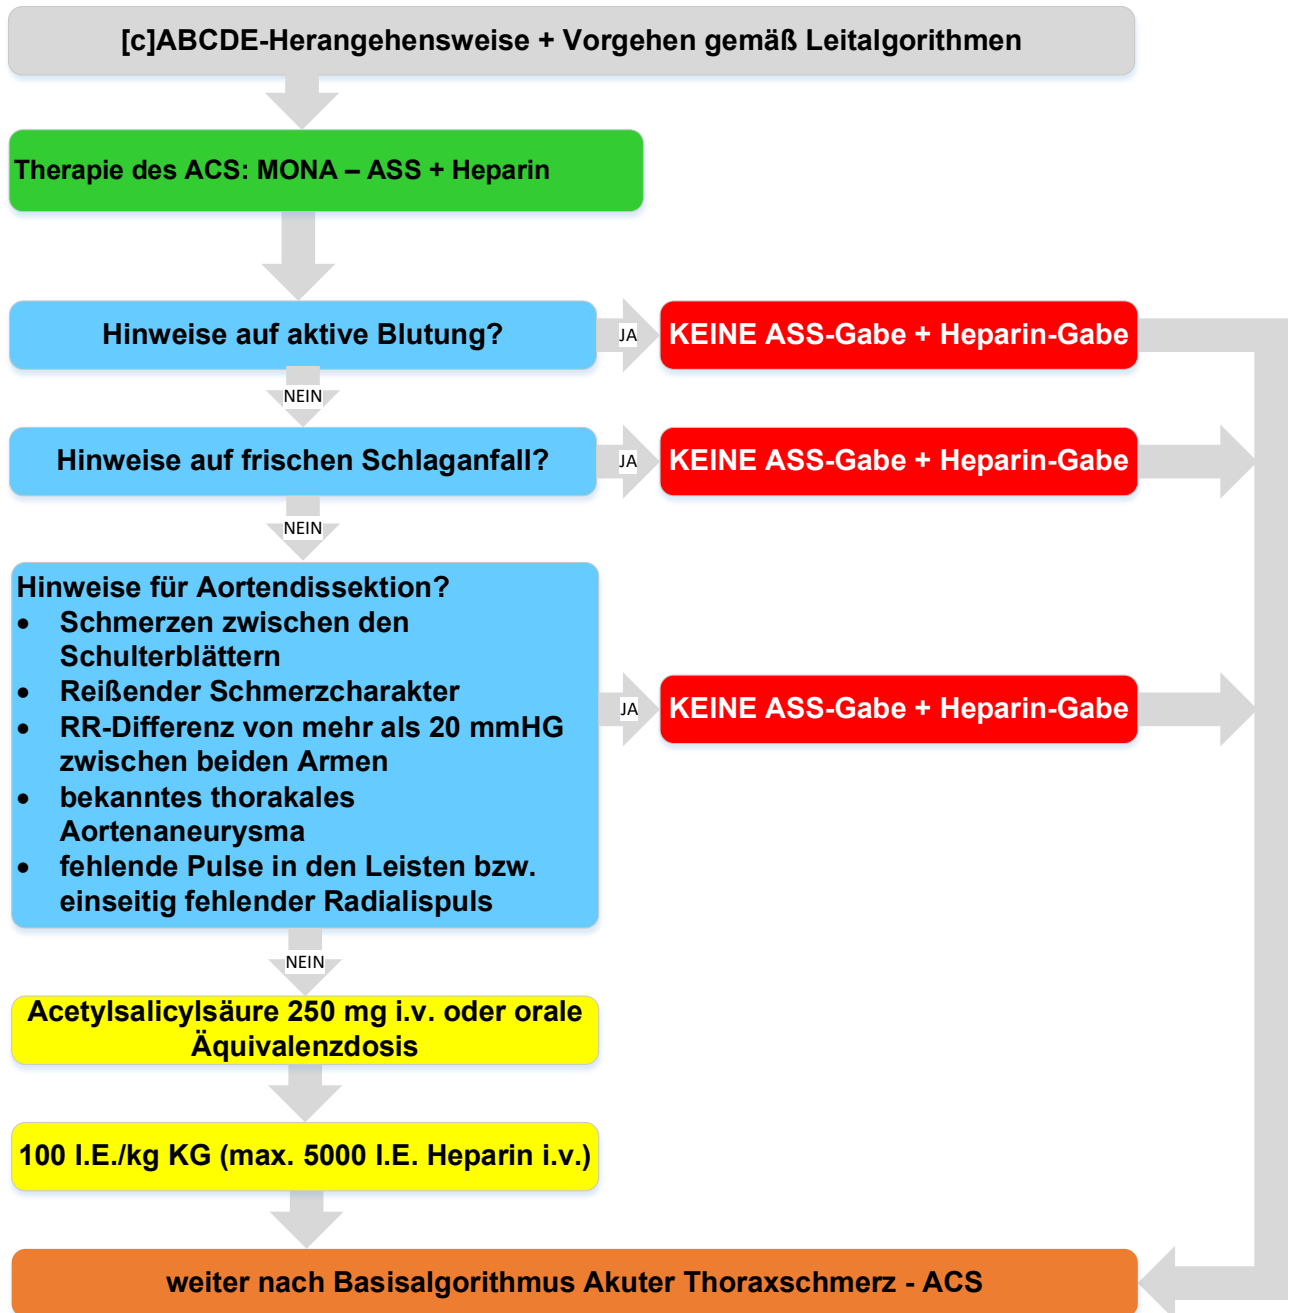 [c]ABCDE-Herangehensweise + Vorgehen gemäß Leitalgorithmen
Therapie des ACS: MONA – ASS + Heparin
Hinweise auf aktive Blutung?
JA
KEINE ASS-Gabe + Heparin-Gabe
NEIN
Hinweise auf frischen Schlaganfall?
JA
KEINE ASS-Gabe + Heparin-Gabe
NEIN
Hinweise für Aortendissektion?
• Schmerzen zwischen den
Schulterblättern
• Reißender Schmerzcharakter
• RR-Differenz von mehr als 20 mmHG
zwischen beiden Armen
• bekanntes thorakales
Aortenaneurysma
• fehlende Pulse in den Leisten bzw.
einseitig fehlender Radialispuls
JA
KEINE ASS-Gabe + Heparin-Gabe
NEIN
Acetylsalicylsäure 250 mg i.v. oder orale
Äquivalenzdosis
100 I.E./kg KG (max. 5000 I.E. Heparin i.v.)
weiter nach Basisalgorithmus Akuter Thoraxschmerz - ACS